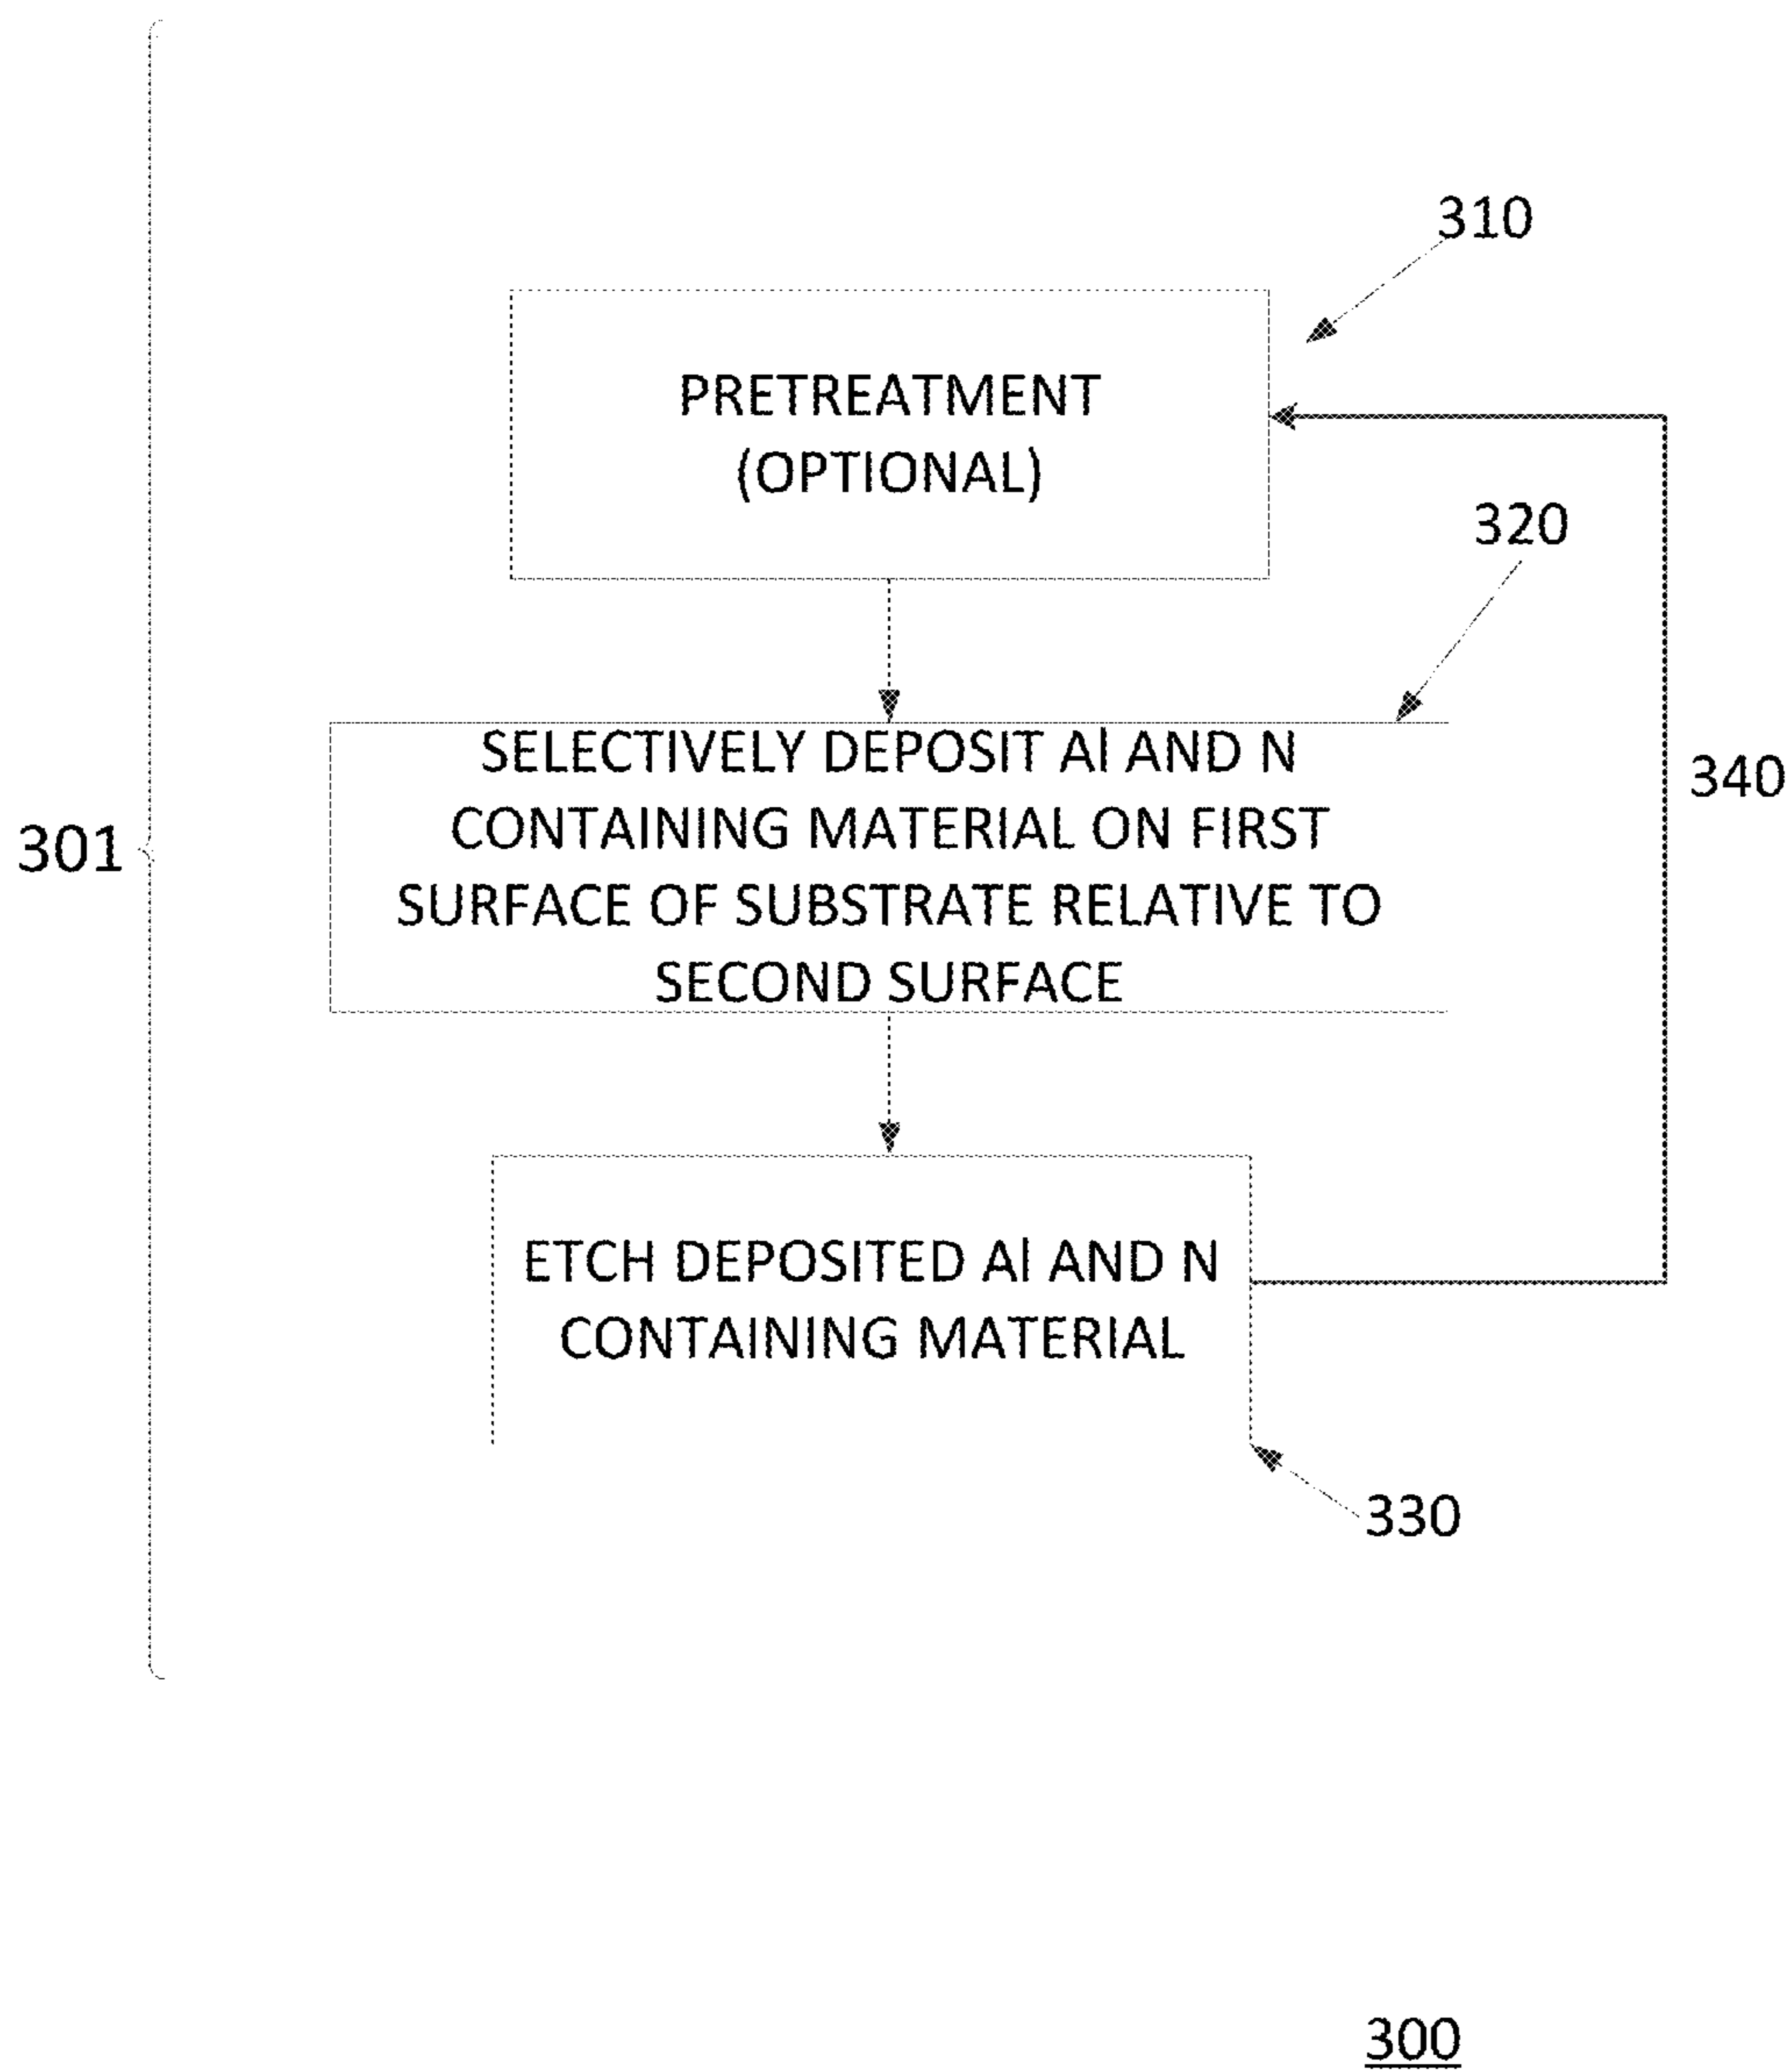 310
PRETREATMENT
(OPTIONAL)
320
SELECTIVELY DEPOSIT Al AND N
CONTAINING MATERIAL ON FIRST
SURFACE OF SUBSTRATE RELATIVE TO
SECOND SURFACE
340
301
ETCH DEPOSITED Al AND N
CONTAINING MATERIAL
330
300